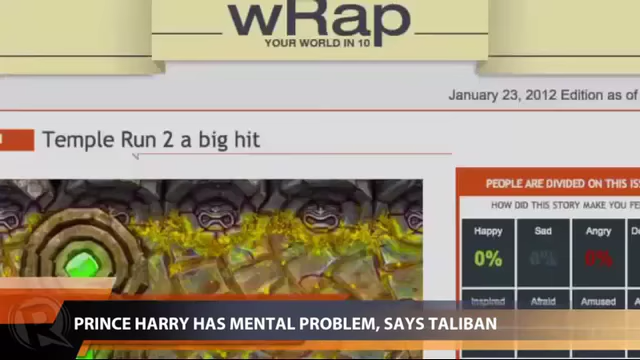 wRap
YOUR WORLD IN 10
January 23, 2012 Edition as of
Temple Run 2 a big hit
PEOPLE ARE DIVIDED ON THIS IS
HOW DID THIS STORY MAKE YOU FE
Happy
Sad
Angry
De
0%
0%
0%
Inspired
Afraid
Amused
PRINCE HARRY HAS MENTAL PROBLEM, SAYS TALIBAN